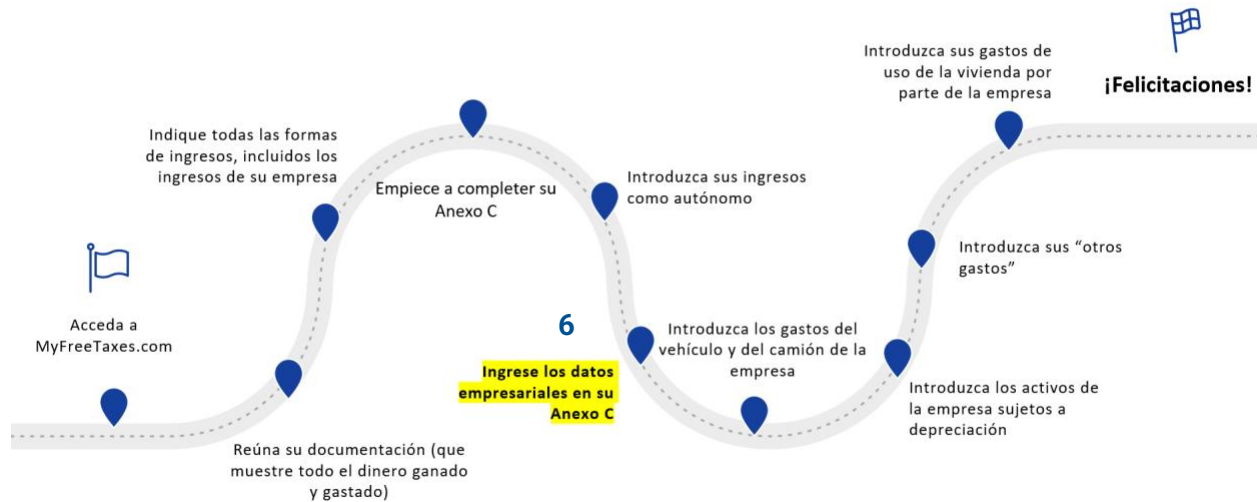 Acceda a
MyFreeTaxes.com
Reúna su documentación (que
muestre todo el dinero ganado
y gastado)
Indique todas las formas
de ingresos, incluidos los
ingresos de su empresa
Empiece a completer su
Anexo C
Introduzca sus ingresos
como autónomo
6
Ingrese los datos
empresariales en su
Anexo C
Introduzca los gastos del
vehículo y del camión de la
empresa
Introduzca los activos de
la empresa sujetos a
depreciación
Introduzca sus “otros
gastos”
Introduzca sus gastos de
uso de la vivienda por
parte de la empresa
¡Felicitaciones!